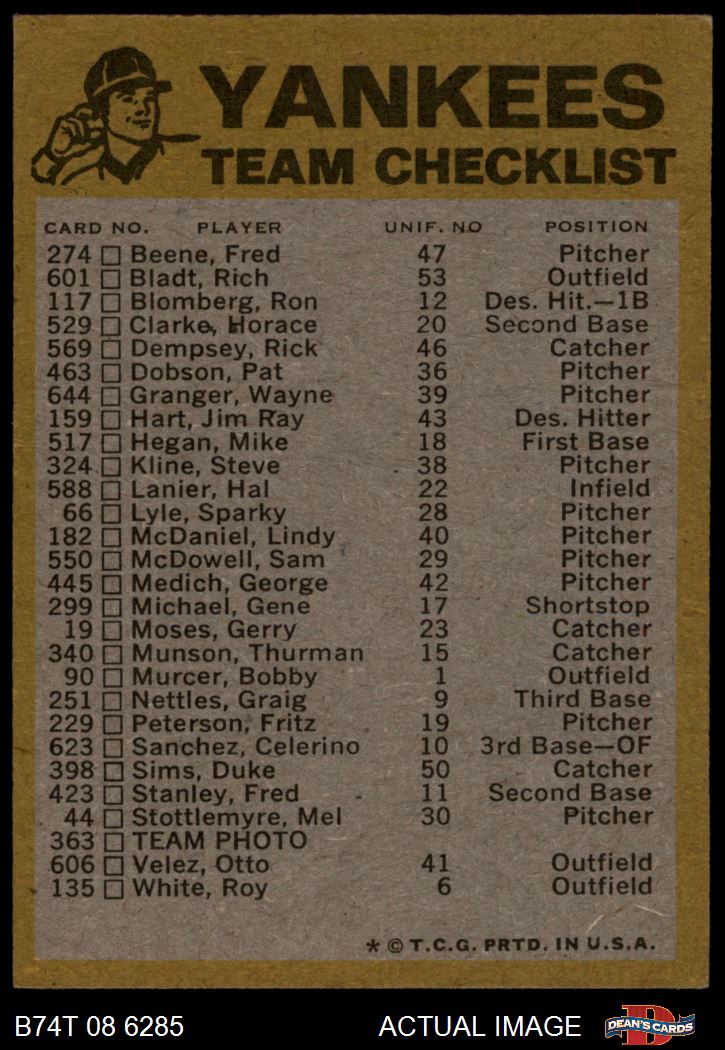 YANKEES
TEAM CHECKLIST
CARD NO. PLAYER UNIF. NO POSITION
274 Beene, Fred 47 Pitcher
601 Bladt, Rich 53 Outfield
117 Blomberg, Ron 12 Des. Hit.—1B
529 Clarke, Horace 20 Second Base
569 Dempsey, Rick 46 Catcher
463 Dobson, Pat 36 Pitcher
644 Granger, Wayne 39 Pitcher
159 Hart, Jim Ray 43 Des. Hitter
517 Hegan, Mike 18 First Base
324 Kline, Steve 38 Pitcher
588 Lanier, Hal 22 Infield
66 Lyle, Sparky 28 Pitcher
182 McDaniel, Lindy 40 Pitcher
550 McDowell, Sam 29 Pitcher
445 Medich, George 42 Pitcher
299 Michael, Gene 17 Shortstop
19 Moses, Gerry 23 Catcher
340 Munson, Thurman 15 Catcher
90 Murcer, Bobby 1 Outfield
251 Nettles, Graig 9 Third Base
229 Peterson, Fritz 19 Pitcher
623 Sanchez, Celerino 10 3rd Base—OF
398 Sims, Duke 50 Catcher
423 Stanley, Fred 11 Second Base
44 Stottlemyre, Mel 30 Pitcher
363 TEAM PHOTO
606 Velez, Otto 41 Outfield
135 White, Roy 6 Outfield
* © T.C.G. PRTD. IN U.S.A.
B74T 08 6285 ACTUAL IMAGE D DEAN'S CARDS